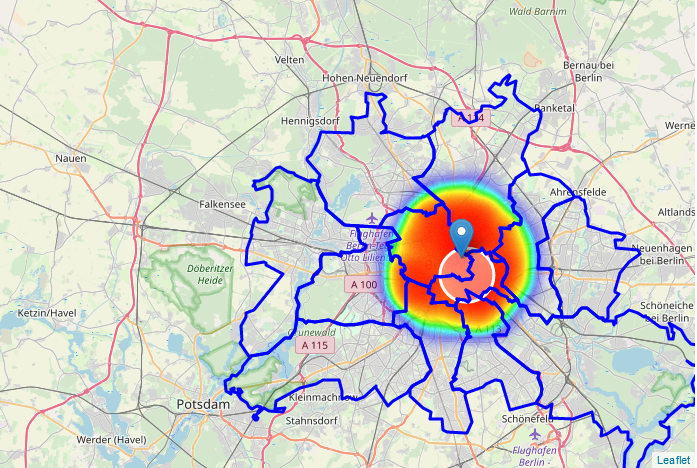 Wald Barnim
Velten
Bernau bei
Berlin
Hohen Neuendorf
Hennigsdorf
A 114
Panketal
Werne
Nauen
Falkensee
Ahrensfelde
Altlands
Flughafen
Berlin-Te
Otto Lilien
Neuenhagen
bei Berlin
Döberitzer
Heide
A 100
Schöneiche
bei Berlin
Ketzin/Havel
Grunewald
A 115
A 113
Potsdam
Kleinmachnow
Stahnsdorf
Schönefeld
Werder (Havel)
Flughafen
Berlin -
Leaflet